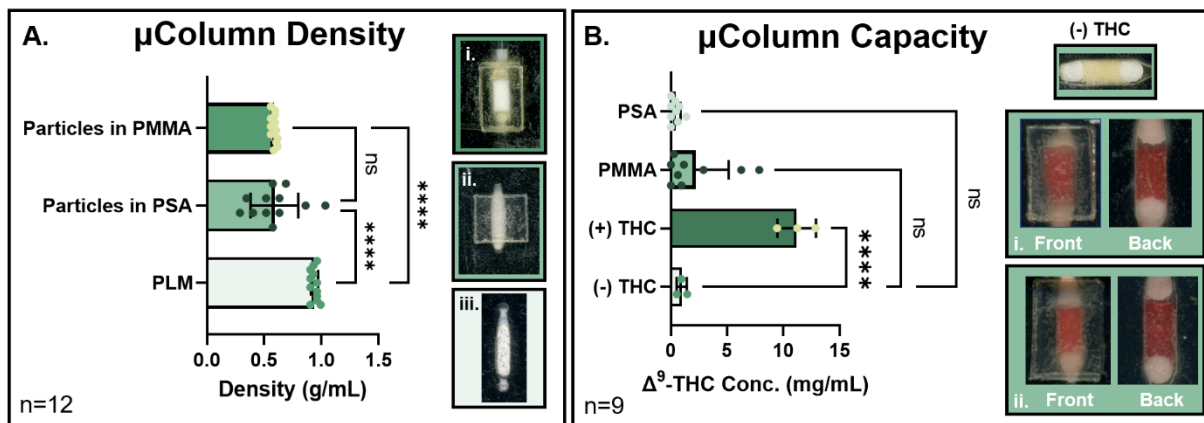 A. µColumn Density
Particles in PMMA
Particles in PSA
PLM
ns
****
****
0.0 0.5 1.0 1.5
Density (g/mL)
n=12
i.
ii.
iii.
B. µColumn Capacity
PSA
PMMA
(+) THC
(-) THC
****
ns
ns
0 5 10 15
Δ⁹-THC Conc. (mg/mL)
n=9
(-) THC
i. Front Back
ii. Front Back